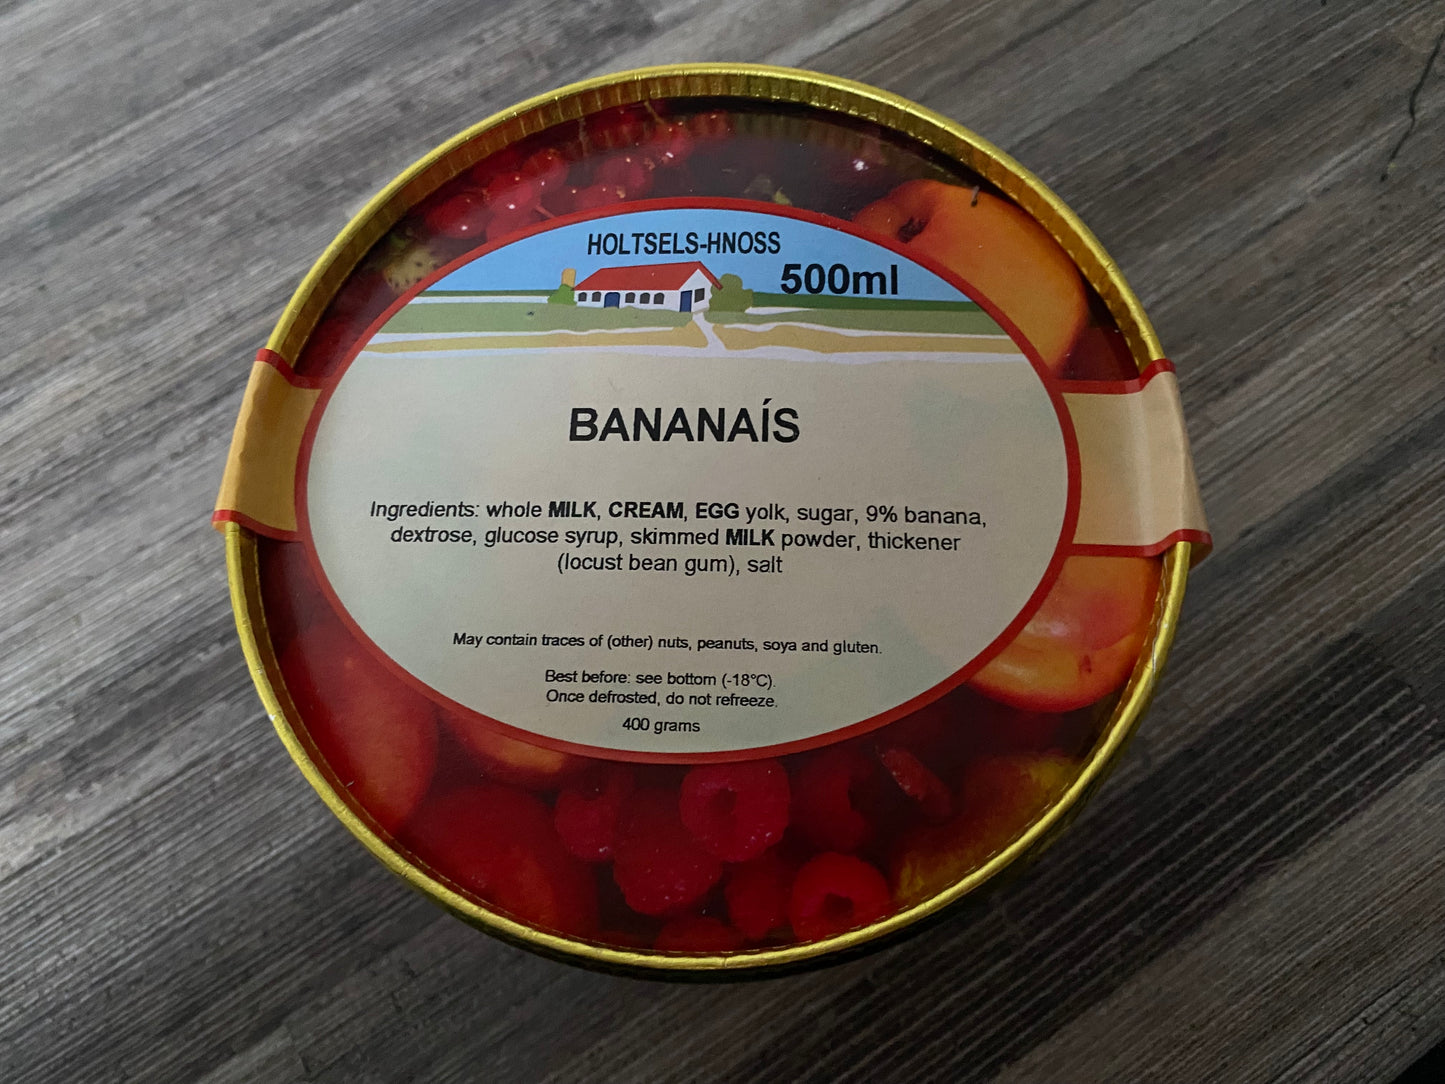 HOLTSELS-HNOSS
500ml
BANANAÍS
Ingredients: whole MILK, CREAM, EGG yolk, sugar, 9% banana,
dextrose, glucose syrup, skimmed MILK powder, thickener
(locust bean gum), salt
May contain traces of (other) nuts, peanuts, soya and gluten.
Best before: see bottom (-18°C).
Once defrosted, do not refreeze.
400 grams